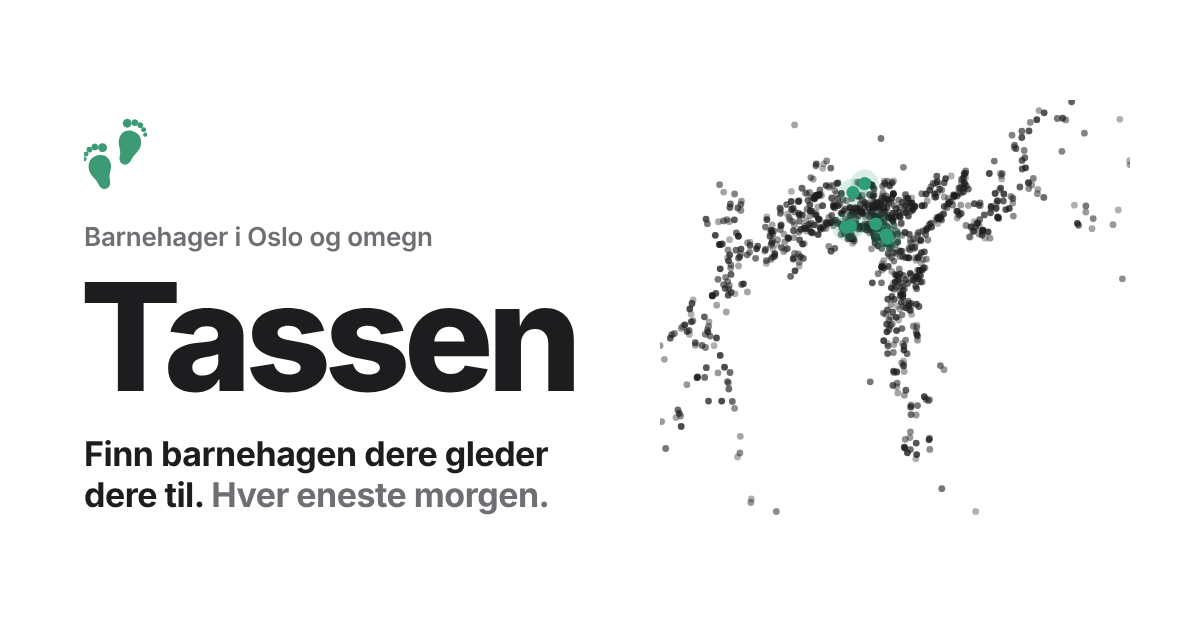 Barnehager i Oslo og omegn
Tassen
Finn barnehagen dere gleder
dere til. Hver eneste morgen.